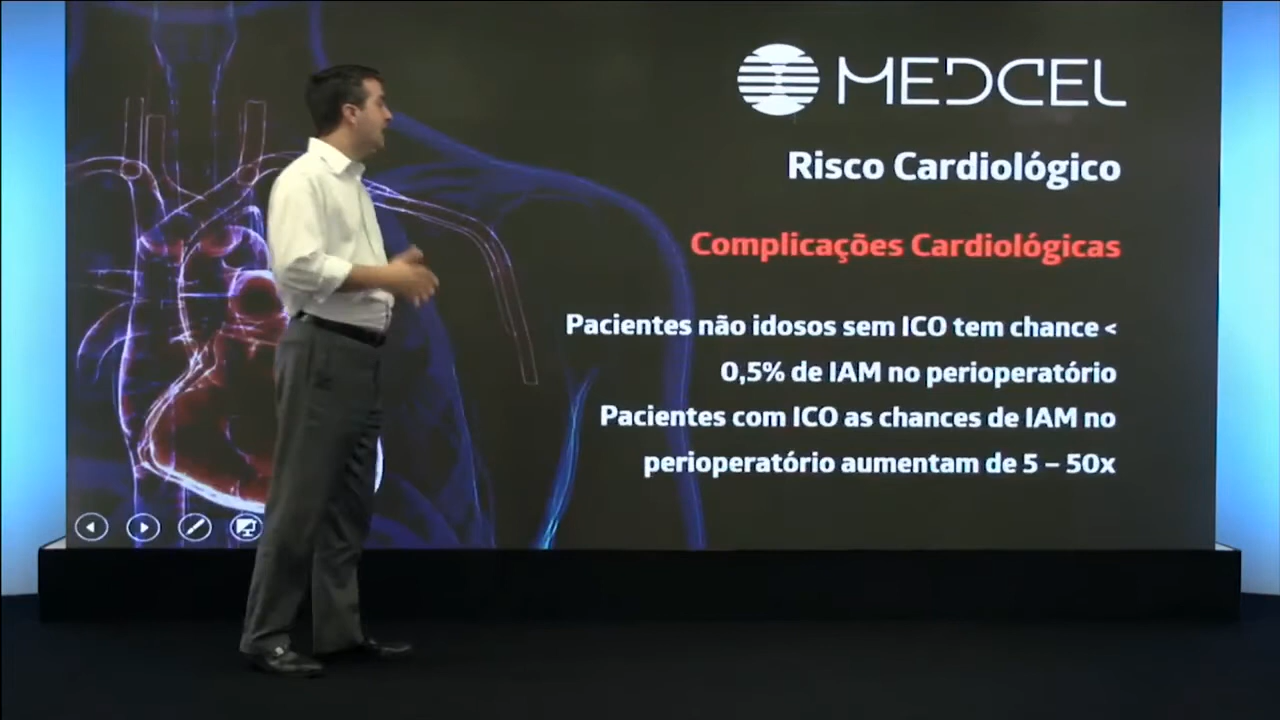 MEDCEL
Risco Cardiológico
Complicações Cardiológicas
Pacientes não idosos sem ICO tem chance <
0,5% de IAM no perioperatório
Pacientes com ICO as chances de IAM no
perioperatório aumentam de 5 – 50x